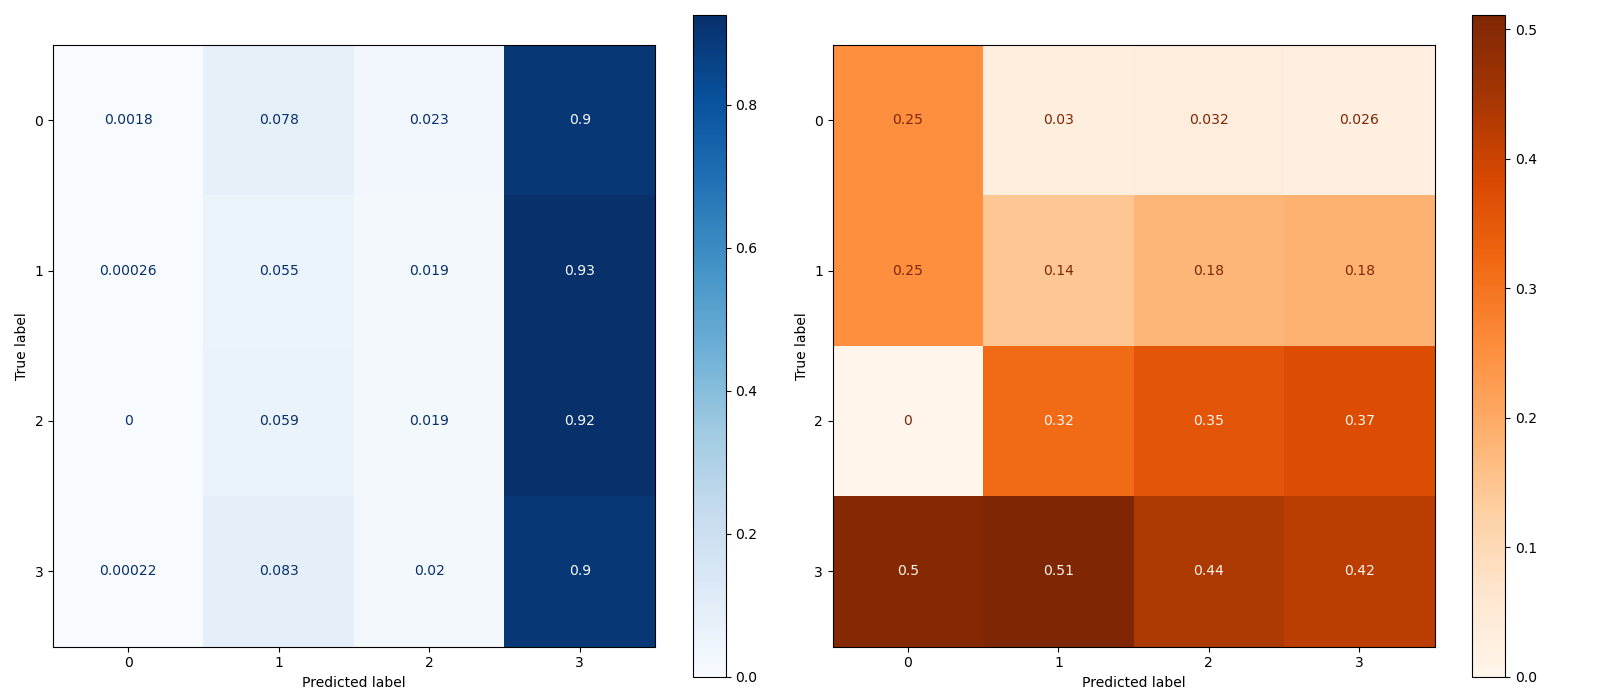 0 0.0018 0.078 0.023 0.9
1 0.00026 0.055 0.019 0.93
2 0 0.059 0.019 0.92
3 0.00022 0.083 0.02 0.9
0 1 2 3
Predicted label
True label
0.8
0.6
0.4
0.2
0.0
0 0.25 0.03 0.032 0.026
1 0.25 0.14 0.18 0.18
2 0 0.32 0.35 0.37
3 0.5 0.51 0.44 0.42
0 1 2 3
Predicted label
True label
0.5
0.4
0.3
0.2
0.1
0.0